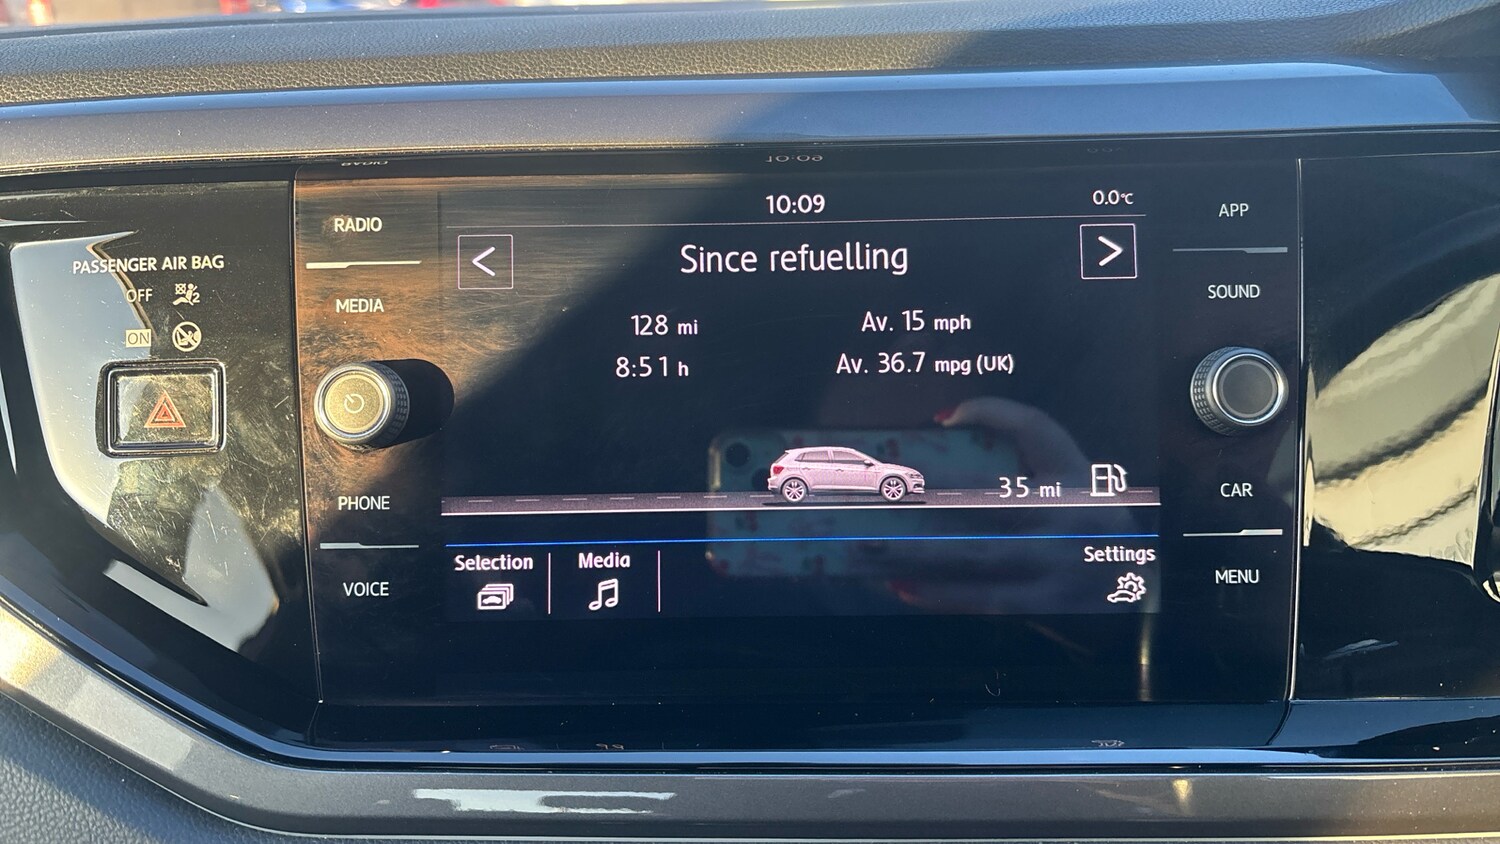 10:09
0.0°C
RADIO
APP
Since refuelling
PASSENGER AIR BAG
OFF
2
ON
MEDIA
SOUND
128 mi
Av. 15 mph
8:51 h
Av. 36.7 mpg (UK)
PHONE
35 mi
CAR
Selection
Media
Settings
VOICE
MENU